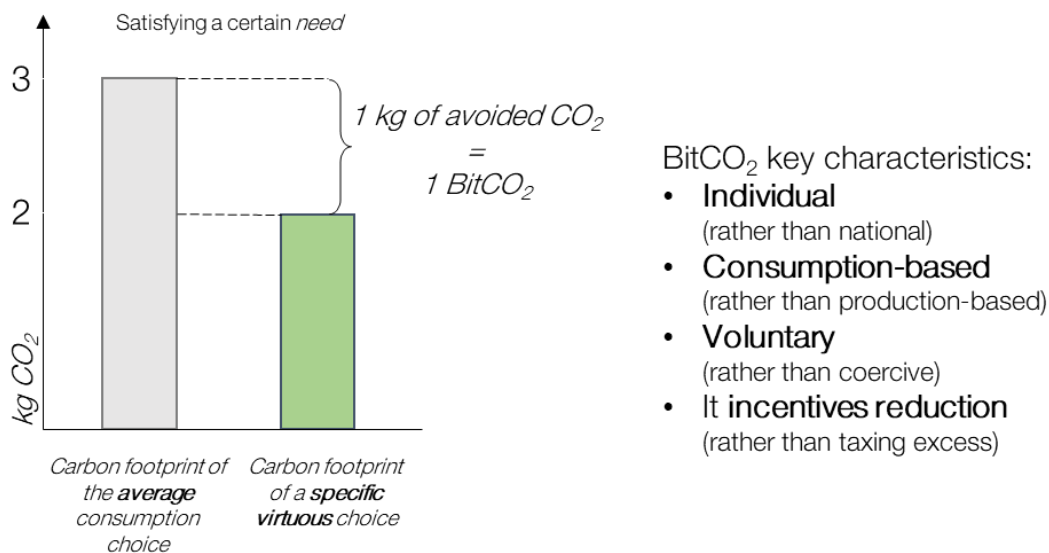 Satisfying a certain need
3
1 kg of avoided CO₂
=
1 BitCO₂
2
kg CO₂
Carbon footprint of
the average
consumption
choice
Carbon footprint
of a specific
virtuous choice
BitCO₂ key characteristics:
• Individual
(rather than national)
• Consumption-based
(rather than production-based)
• Voluntary
(rather than coercive)
• It incentives reduction
(rather than taxing excess)